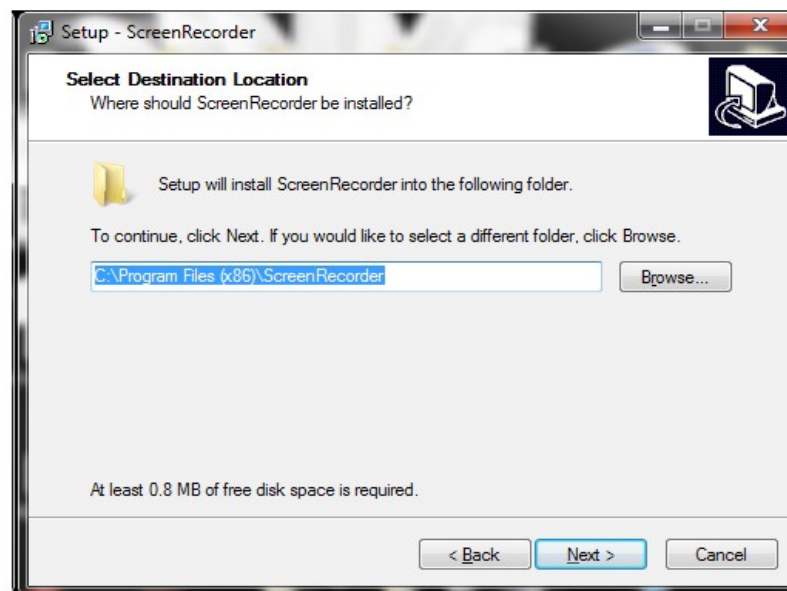 Setup - ScreenRecorder
Select Destination Location
Where should ScreenRecorder be installed?
Setup will install ScreenRecorder into the following folder.
To continue, click Next. If you would like to select a different folder, click Browse.
C:\Program Files (x86)\ScreenRecorder Browse...
At least 0.8 MB of free disk space is required.
< Back Next > Cancel